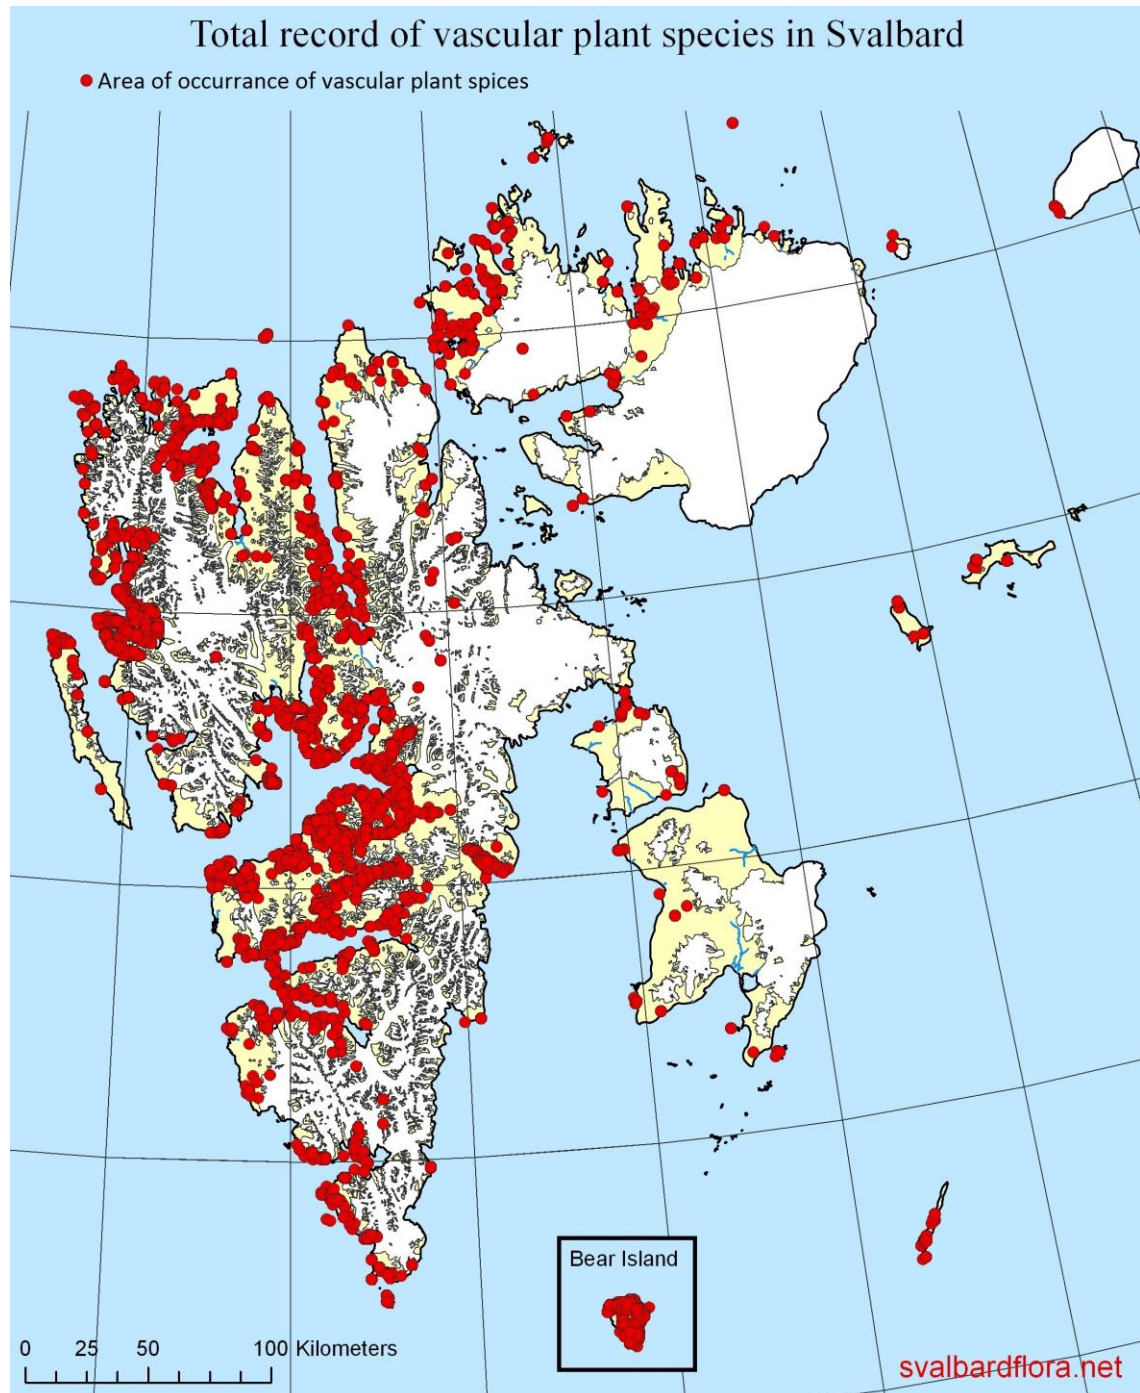 Total record of vascular plant species in Svalbard
Area of occurrance of vascular plant spices
Bear Island
0 25 50 100 Kilometers
svalbardflora.net